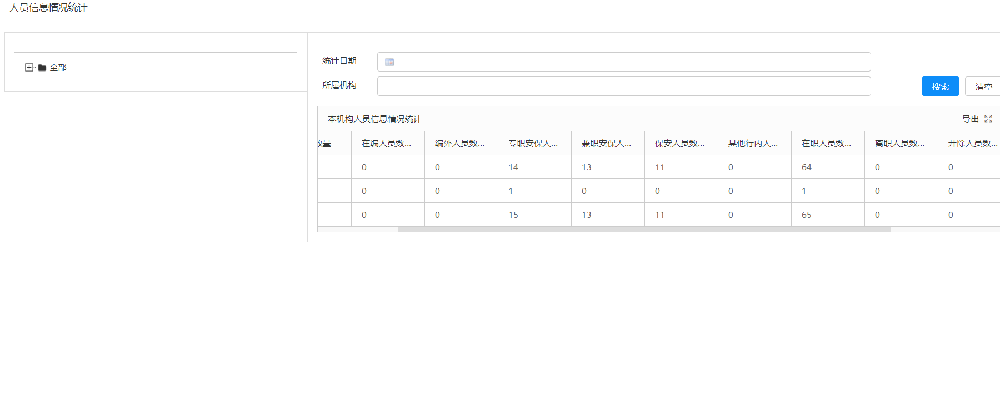 人员信息情况统计
全部
统计日期
所属机构
搜索 清空
本机构人员信息情况统计 导出
数量 在编人员数... 编外人员数... 专职安保人... 兼职安保人... 保安人员数... 其他行内人... 在职人员数... 离职人员数... 开除人员数...
0 0 14 13 11 0 64 0 0
0 0 1 0 0 0 1 0 0
0 0 15 13 11 0 65 0 0